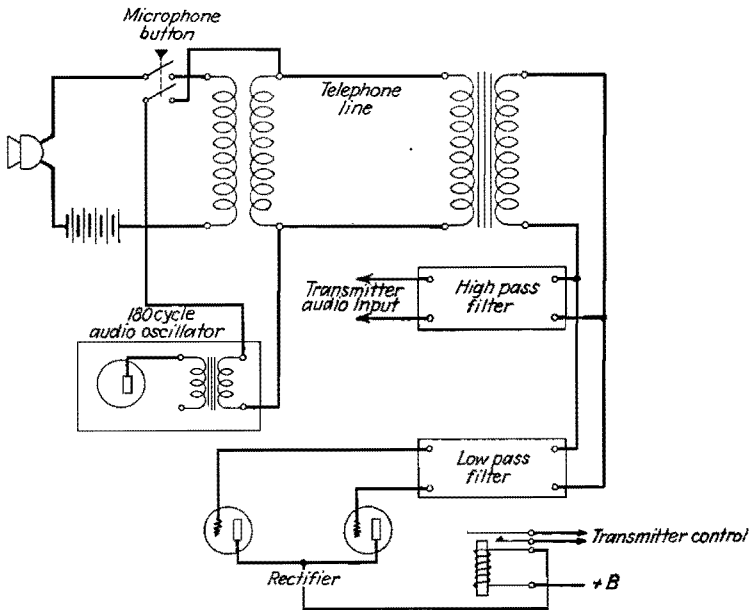 Microphone
button
Telephone
line
Transmitter
audio Input
High pass
filter
180 cycle
audio oscillator
Low pass
filter
Transmitter control
+B
Rectifier